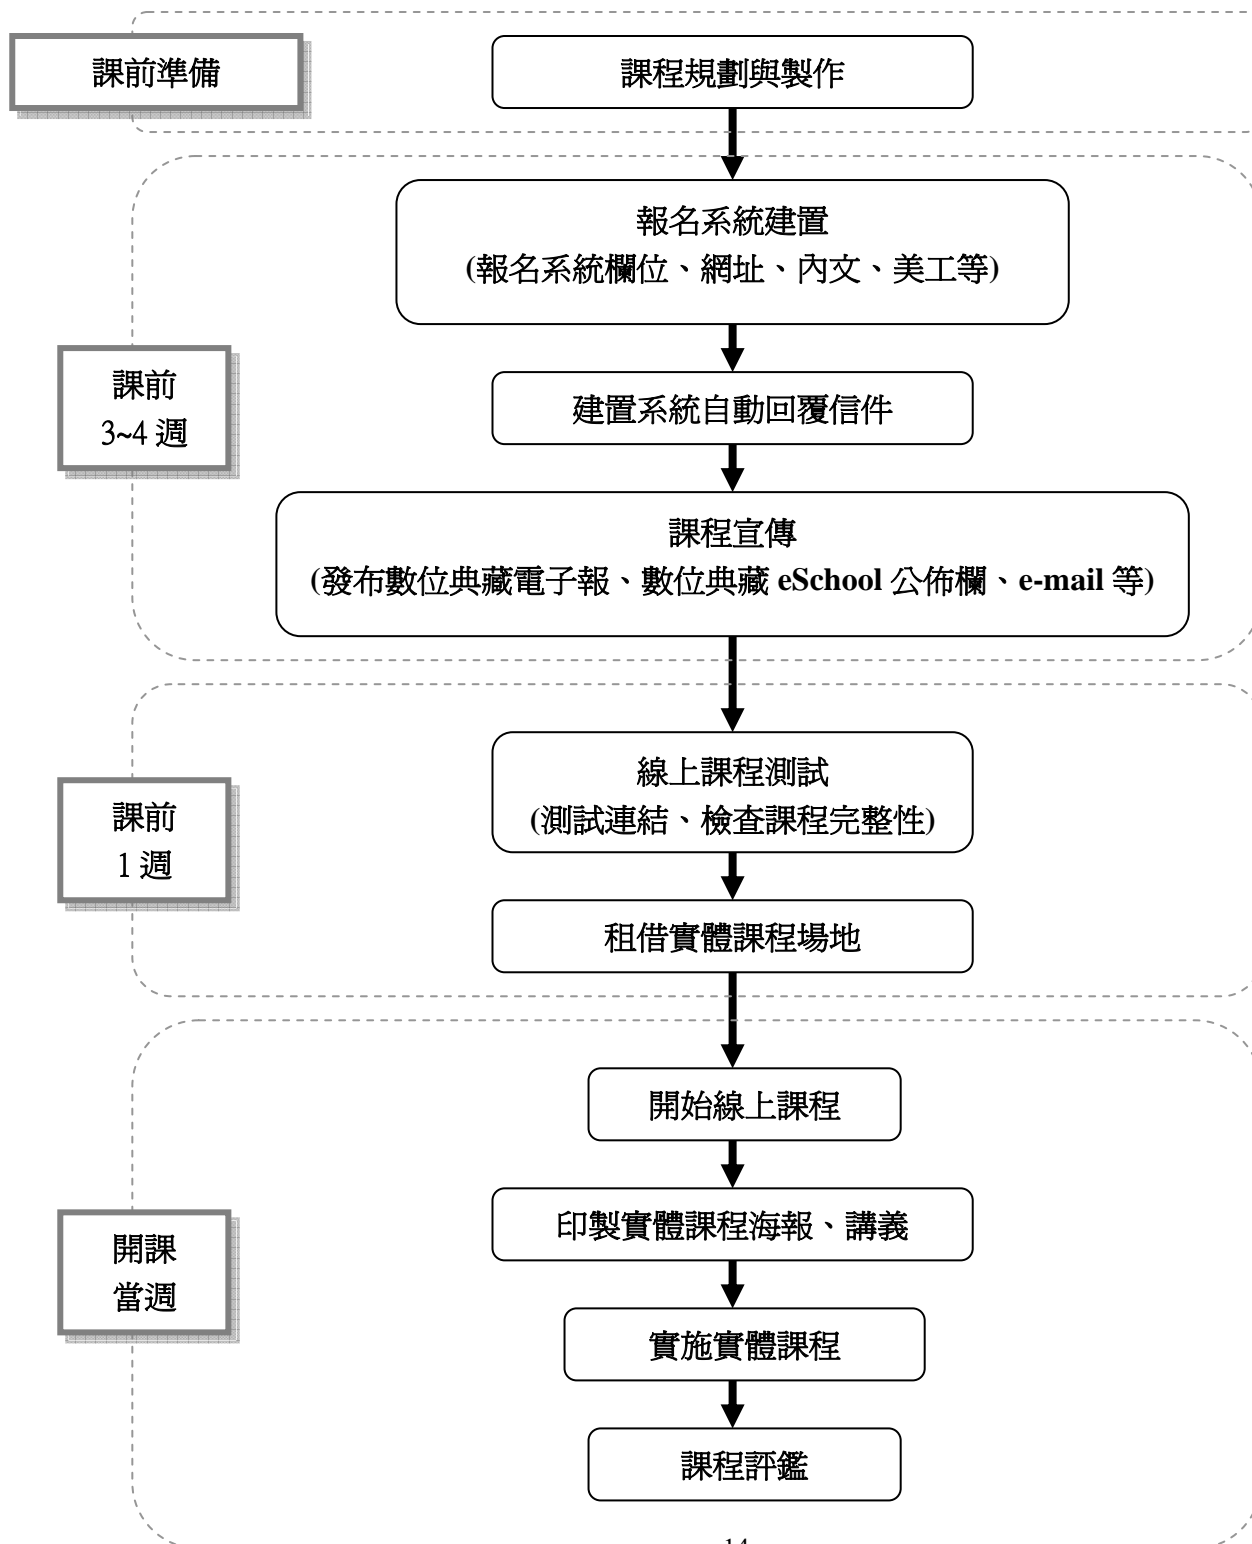 課前準備
課程規劃與製作
報名系統建置
(報名系統欄位、網址、內文、美工等)
課前
3~4 週
建置系統自動回覆信件
課程宣傳
(發布數位典藏電子報、數位典藏 eSchool 公佈欄、e-mail 等)
線上課程測試
(測試連結、檢查課程完整性)
課前
1 週
租借實體課程場地
開始線上課程
印製實體課程海報、講義
開課
當週
實施實體課程
課程評鑑
14